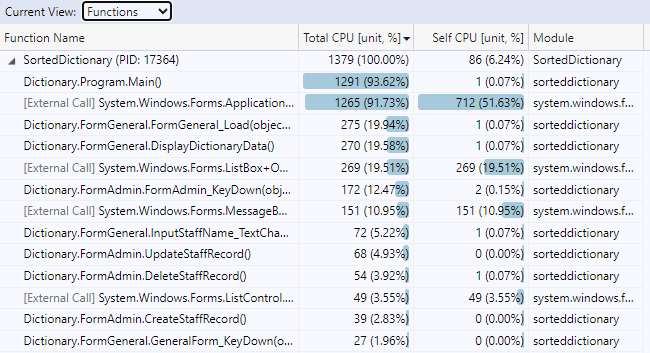 Current View: Functions
Function Name Total CPU [unit, %] Self CPU [unit, %] Module
SortedDictionary (PID: 17364) 1379 (100.00%) 86 (6.24%) SortedDictionary
Dictionary.Program.Main() 1291 (93.62%) 1 (0.07%) sorteddictionary
[External Call] System.Windows.Forms.Application... 1265 (91.73%) 712 (51.63%) system.windows.f...
Dictionary.FormGeneral.FormGeneral_Load(objec... 275 (19.94%) 1 (0.07%) sorteddictionary
Dictionary.FormGeneral.DisplayDictionaryData() 270 (19.58%) 1 (0.07%) sorteddictionary
[External Call] System.Windows.Forms.ListBox+O... 269 (19.51%) 269 (19.51%) system.windows.f...
Dictionary.FormAdmin.FormAdmin_KeyDown(obj... 172 (12.47%) 2 (0.15%) sorteddictionary
[External Call] System.Windows.Forms.MessageB... 151 (10.95%) 151 (10.95%) system.windows.f...
Dictionary.FormGeneral.InputStaffName_TextCha... 72 (5.22%) 1 (0.07%) sorteddictionary
Dictionary.FormAdmin.UpdateStaffRecord() 68 (4.93%) 0 (0.00%) sorteddictionary
Dictionary.FormAdmin.DeleteStaffRecord() 54 (3.92%) 1 (0.07%) sorteddictionary
[External Call] System.Windows.Forms.ListControl.... 49 (3.55%) 49 (3.55%) system.windows.f...
Dictionary.FormAdmin.CreateStaffRecord() 39 (2.83%) 0 (0.00%) sorteddictionary
Dictionary.FormGeneral.GeneralForm_KeyDown(o... 27 (1.96%) 0 (0.00%) sorteddictionary